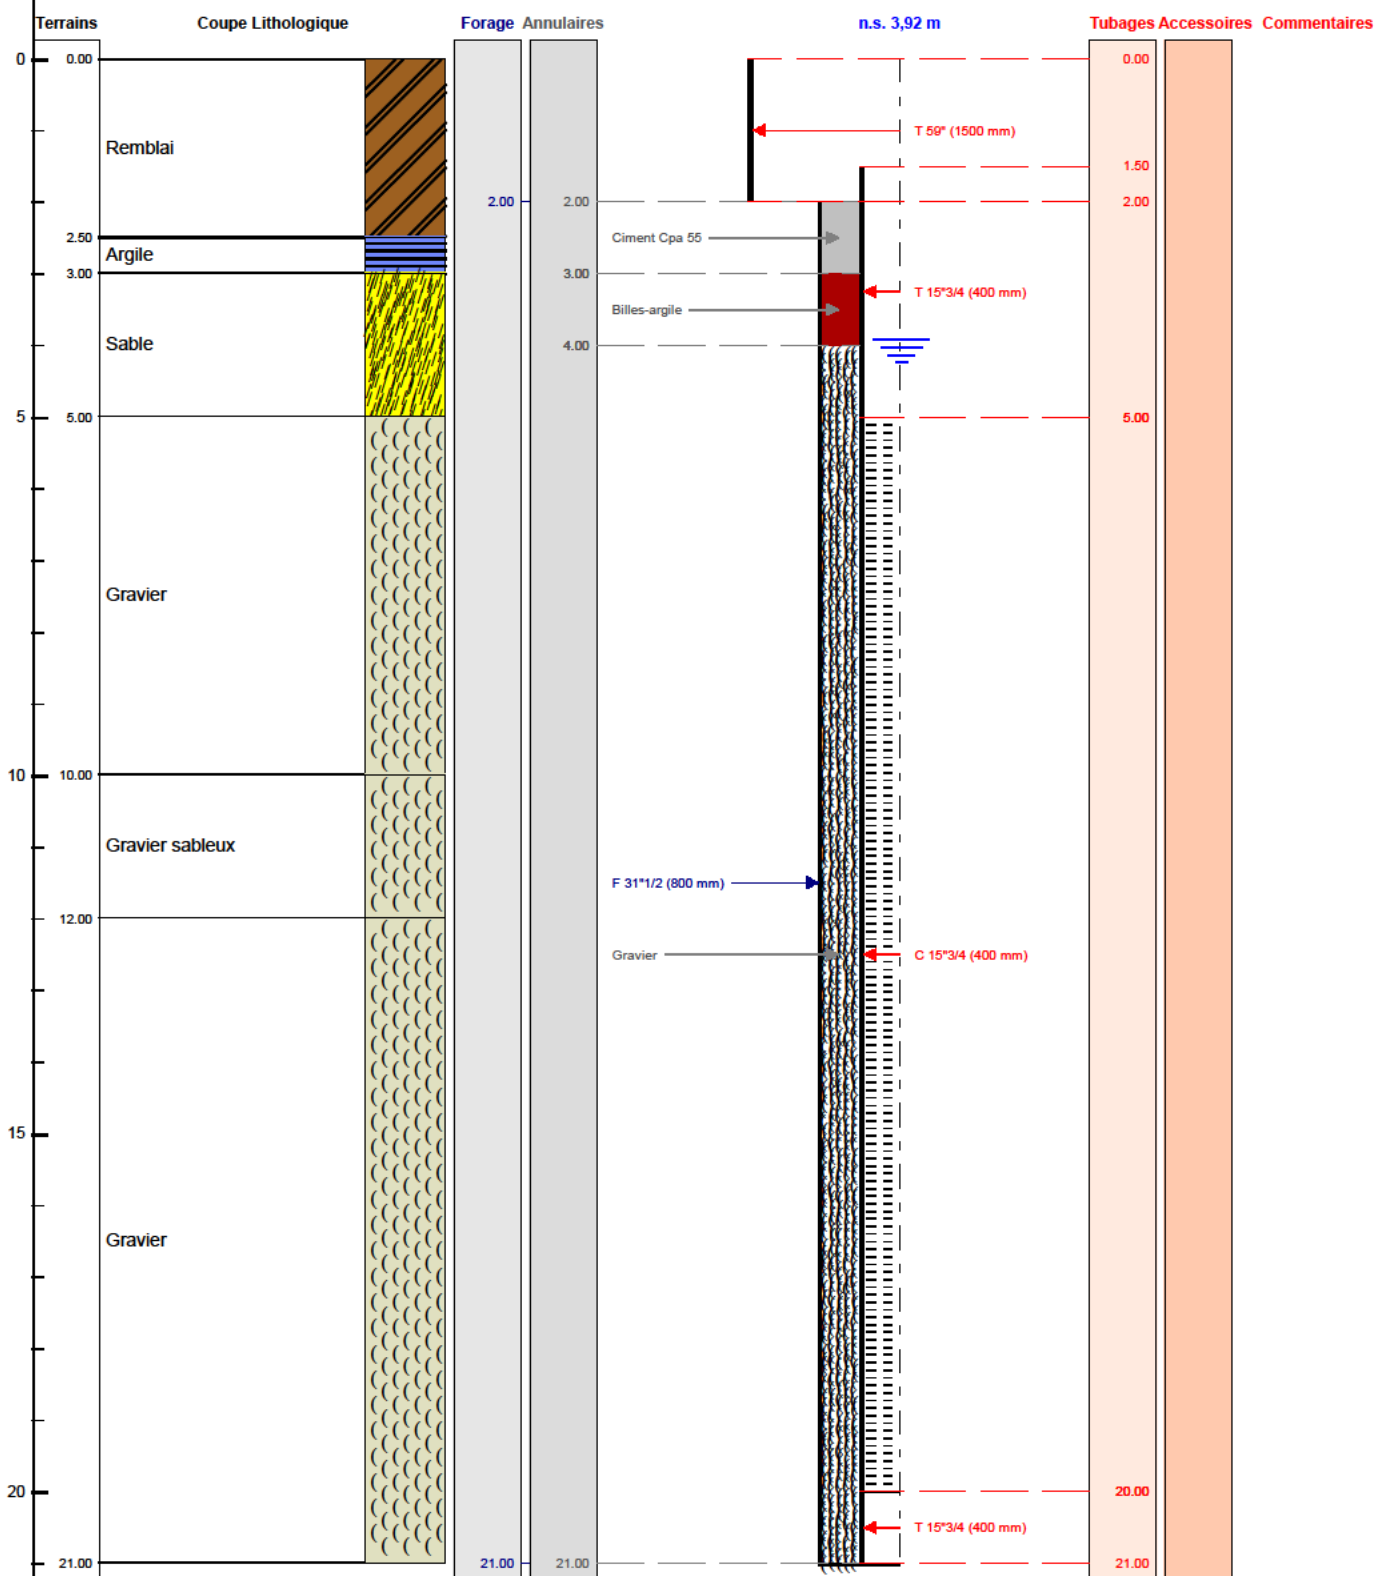 Terrains Coupe Lithologique Forage Annulaires n.s. 3,92 m Tubages Accessoires Commentaires
0 0.00 0.00
T 59" (1500 mm)
Remblai
1.50
2.00 2.00 2.00
2.50 Ciment Cpa 55
Argile
3.00 3.00
T 15"3/4 (400 mm)
Billes-argile
Sable 4.00
5 5.00 5.00
Gravier
10 10.00
Gravier sableux
F 31"1/2 (800 mm)
12.00
Gravier C 15"3/4 (400 mm)
15
Gravier
20 20.00
T 15"3/4 (400 mm)
21.00 21.00 21.00 21.00